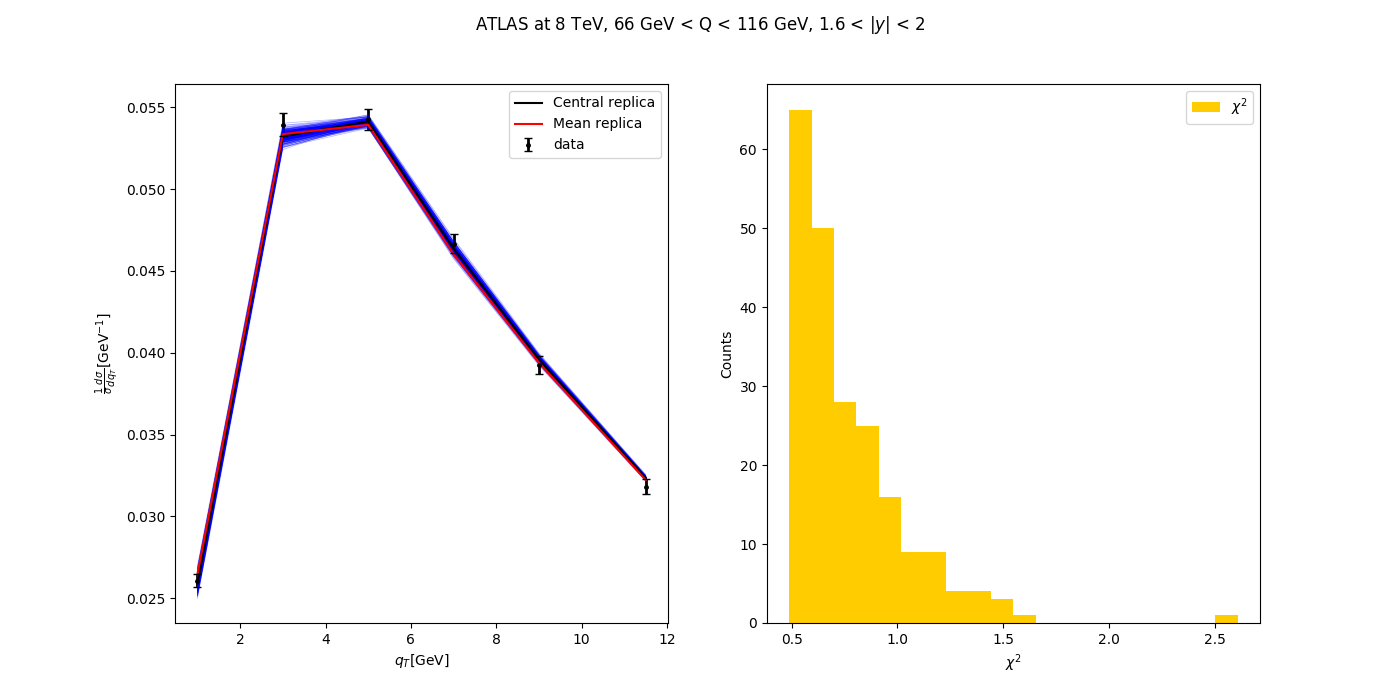 ATLAS at 8 TeV, 66 GeV < Q < 116 GeV, 1.6 < |y| < 2
Central replica
Mean replica
data
0.055
0.050
0.045
0.040
0.035
0.030
0.025
1/σ dσ/dq_T [GeV⁻¹]
2 4 6 8 10 12
q_T[GeV]
χ²
60
50
40
30
20
10
0
Counts
0.5 1.0 1.5 2.0 2.5
χ²